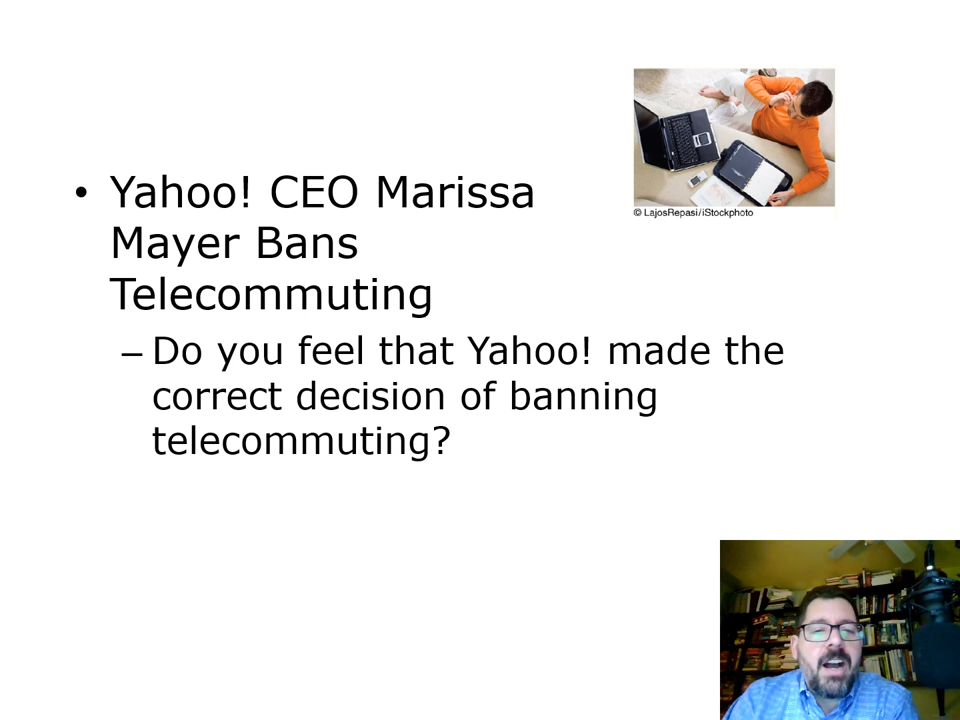 © LajosRepasi/iStockphoto
• Yahoo! CEO Marissa
Mayer Bans
Telecommuting
– Do you feel that Yahoo! made the
correct decision of banning
telecommuting?